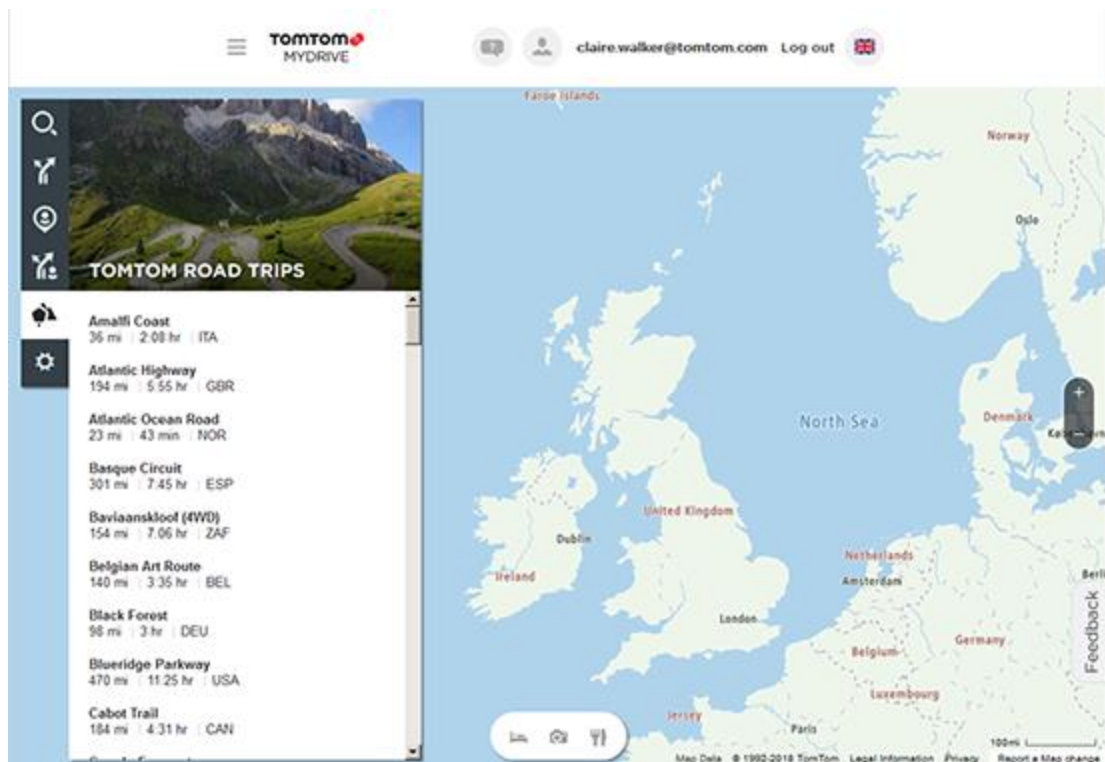 TOMTOM
MYDRIVE
claire.walker@tomtom.com Log out
TOMTOM ROAD TRIPS
Amalfi Coast
36 mi 2:08 hr ITA
Atlantic Highway
194 mi 5:55 hr GBR
Atlantic Ocean Road
23 mi 43 min NOR
Basque Circuit
301 mi 7:45 hr ESP
Baviaanskloof (4WD)
154 mi 7:06 hr ZAF
Belgian Art Route
140 mi 3:35 hr BEL
Black Forest
98 mi 3 hr DEU
Blueridge Parkway
470 mi 11:25 hr USA
Cabot Trail
184 mi 4:31 hr CAN
Faroe Islands
Norway
Oslo
North Sea
Denmark
United Kingdom
Dublin
Ireland
Netherlands
Amsterdam
London
Germany
Belgium
Luxembourg
Jersey
Paris
Feedback
100mi
Map Data © 1992-2018 TomTom Legal Information Privacy Report a Map change